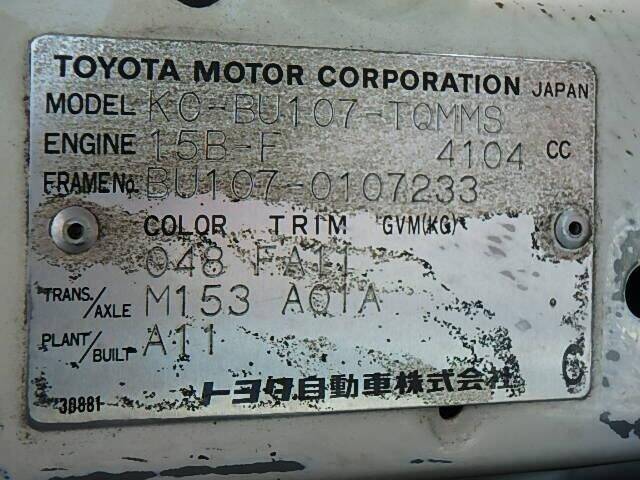 TOYOTA MOTOR CORPORATION JAPAN
MODEL KC-BU107-TQMMS
ENGINE 15B-F 4104 CC
FRAME No. BU107-0107233
COLOR TRIM GVM(KG)
048 FA11
TRANS./AXLE M153 AQ1A
PLANT/BUILT A11
トヨタ自動車株式会社
30881